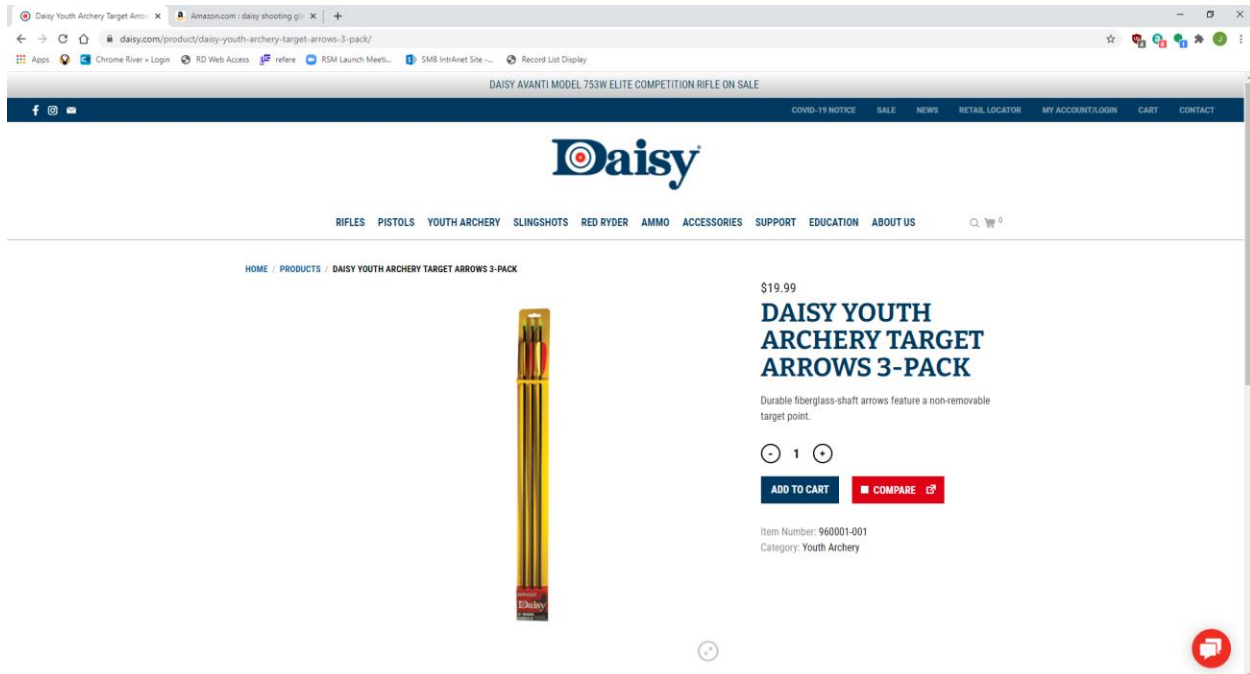 Daisy Youth Archery Target Arro
Amazon.com : daisy shooting gl
daisy.com/product/daisy-youth-archery-target-arrows-3-pack/
Apps Chrome River » Login RD Web Access refere RSM Launch Meeti... SMB IntrAnet Site -... Record List Display
DAISY AVANTI MODEL 753W ELITE COMPETITION RIFLE ON SALE
COVID-19 NOTICE SALE NEWS RETAIL LOCATOR MY ACCOUNT/LOGIN CART CONTACT
Daisy
RIFLES PISTOLS YOUTH ARCHERY SLINGSHOTS RED RYDER AMMO ACCESSORIES SUPPORT EDUCATION ABOUT US 0
HOME / PRODUCTS / DAISY YOUTH ARCHERY TARGET ARROWS 3-PACK
$19.99
DAISY YOUTH
ARCHERY TARGET
ARROWS 3-PACK
Durable fiberglass-shaft arrows feature a non-removable
target point.
- 1 +
ADD TO CART COMPARE
Item Number: 960001-001
Category: Youth Archery
Daisy